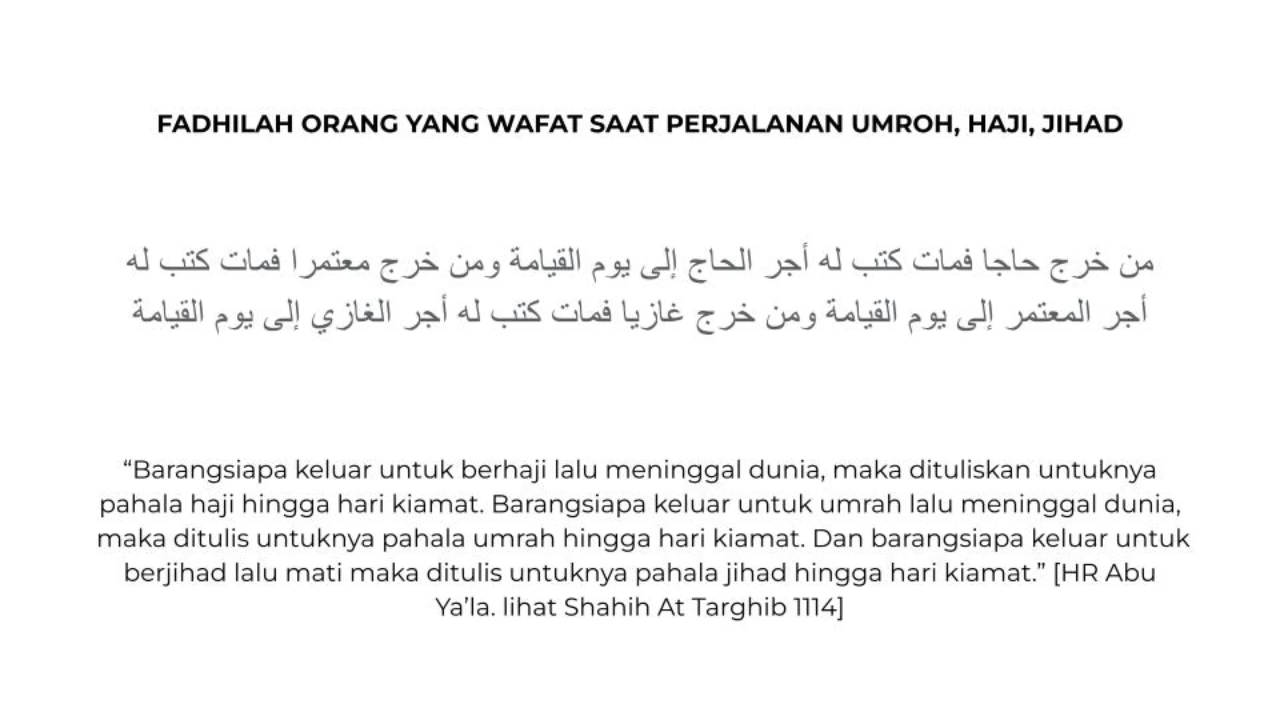 FADHILAH ORANG YANG WAFAT SAAT PERJALANAN UMROH, HAJI, JIHAD
من خرج حاجا فمات كتب له أجر الحاج إلى يوم القيامة ومن خرج معتمرا فمات كتب له
أجر المعتمر إلى يوم القيامة ومن خرج غازيا فمات كتب له أجر الغازي إلى يوم القيامة
“Barangsiapa keluar untuk berhaji lalu meninggal dunia, maka dituliskan untuknya
pahala haji hingga hari kiamat. Barangsiapa keluar untuk umrah lalu meninggal dunia,
maka ditulis untuknya pahala umrah hingga hari kiamat. Dan barangsiapa keluar untuk
berjihad lalu mati maka ditulis untuknya pahala jihad hingga hari kiamat.” [HR Abu
Ya’la. lihat Shahih At Targhib 1114]